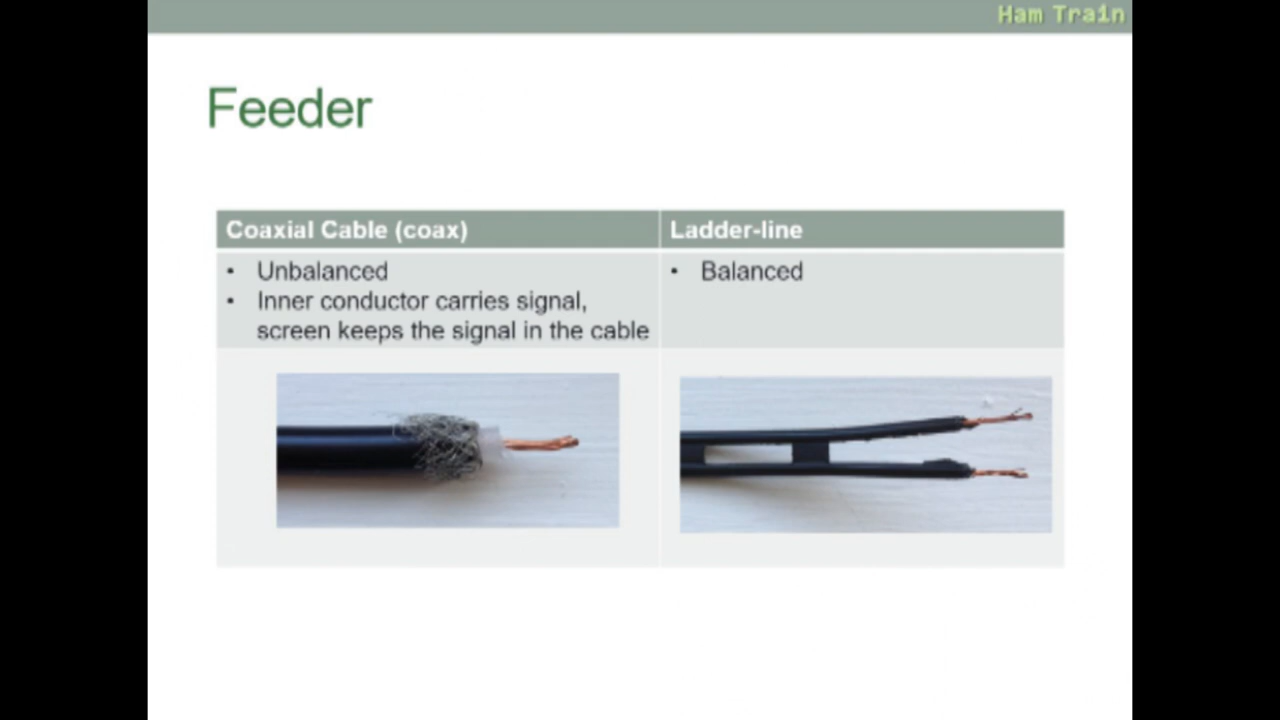 Ham Train
Feeder
Coaxial Cable (coax)
Ladder-line
• Unbalanced
• Inner conductor carries signal,
screen keeps the signal in the cable
• Balanced